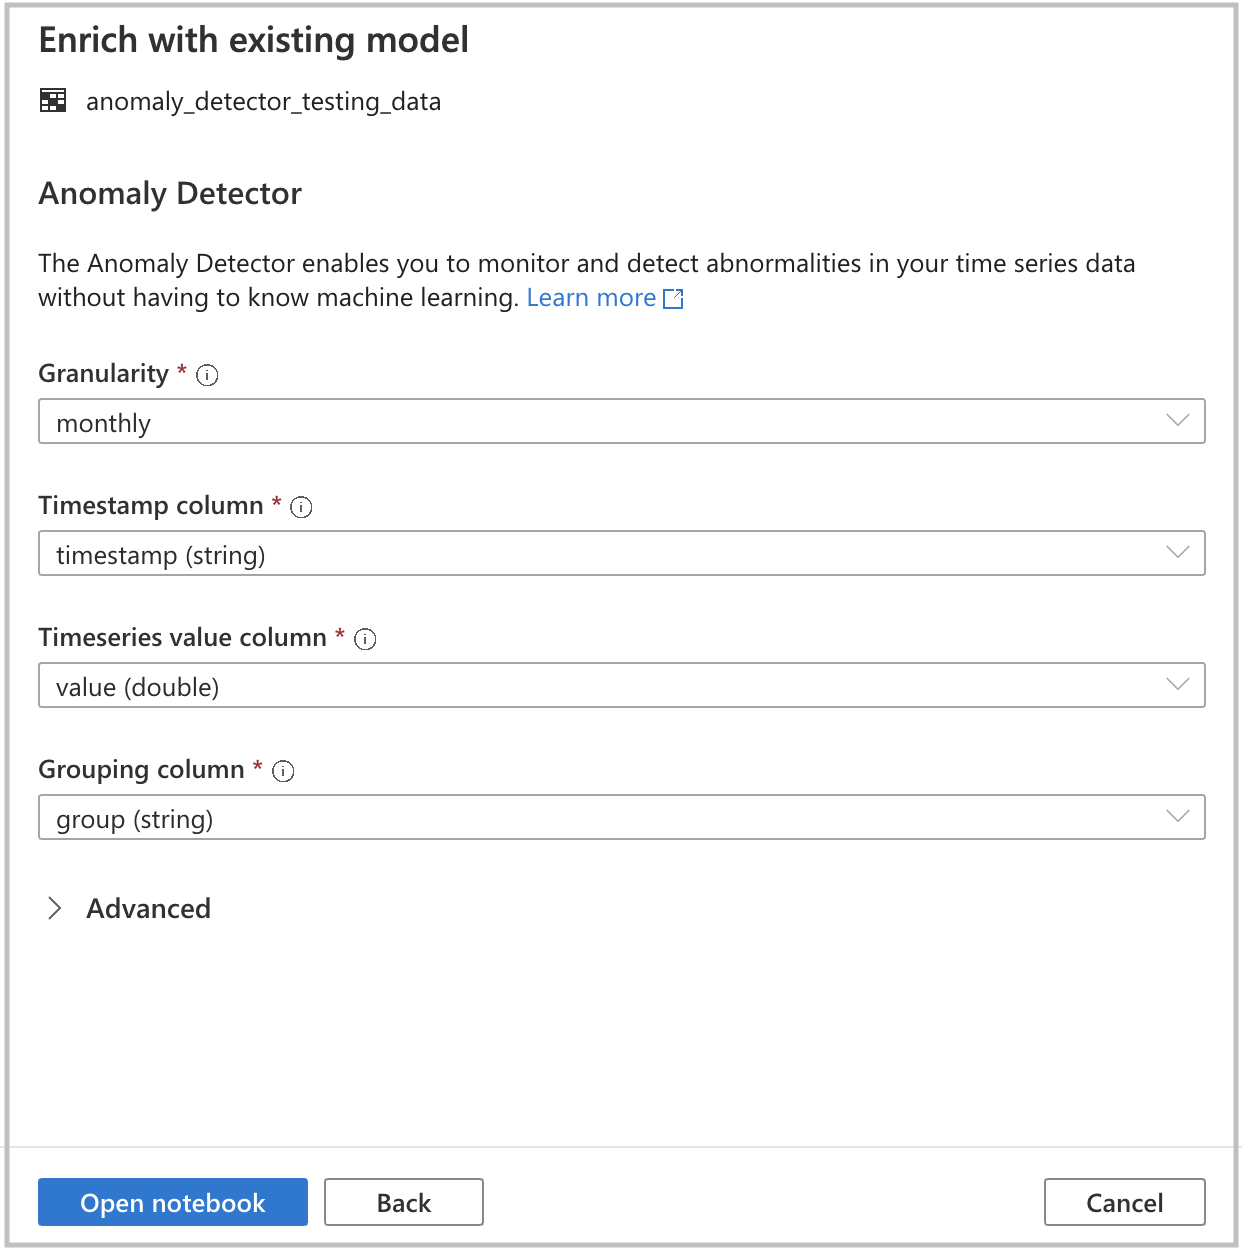 Enrich with existing model
anomaly_detector_testing_data
Anomaly Detector
The Anomaly Detector enables you to monitor and detect abnormalities in your time series data
without having to know machine learning. Learn more
Granularity *
monthly
Timestamp column *
timestamp (string)
Timeseries value column *
value (double)
Grouping column *
group (string)
Advanced
Open notebook Back Cancel